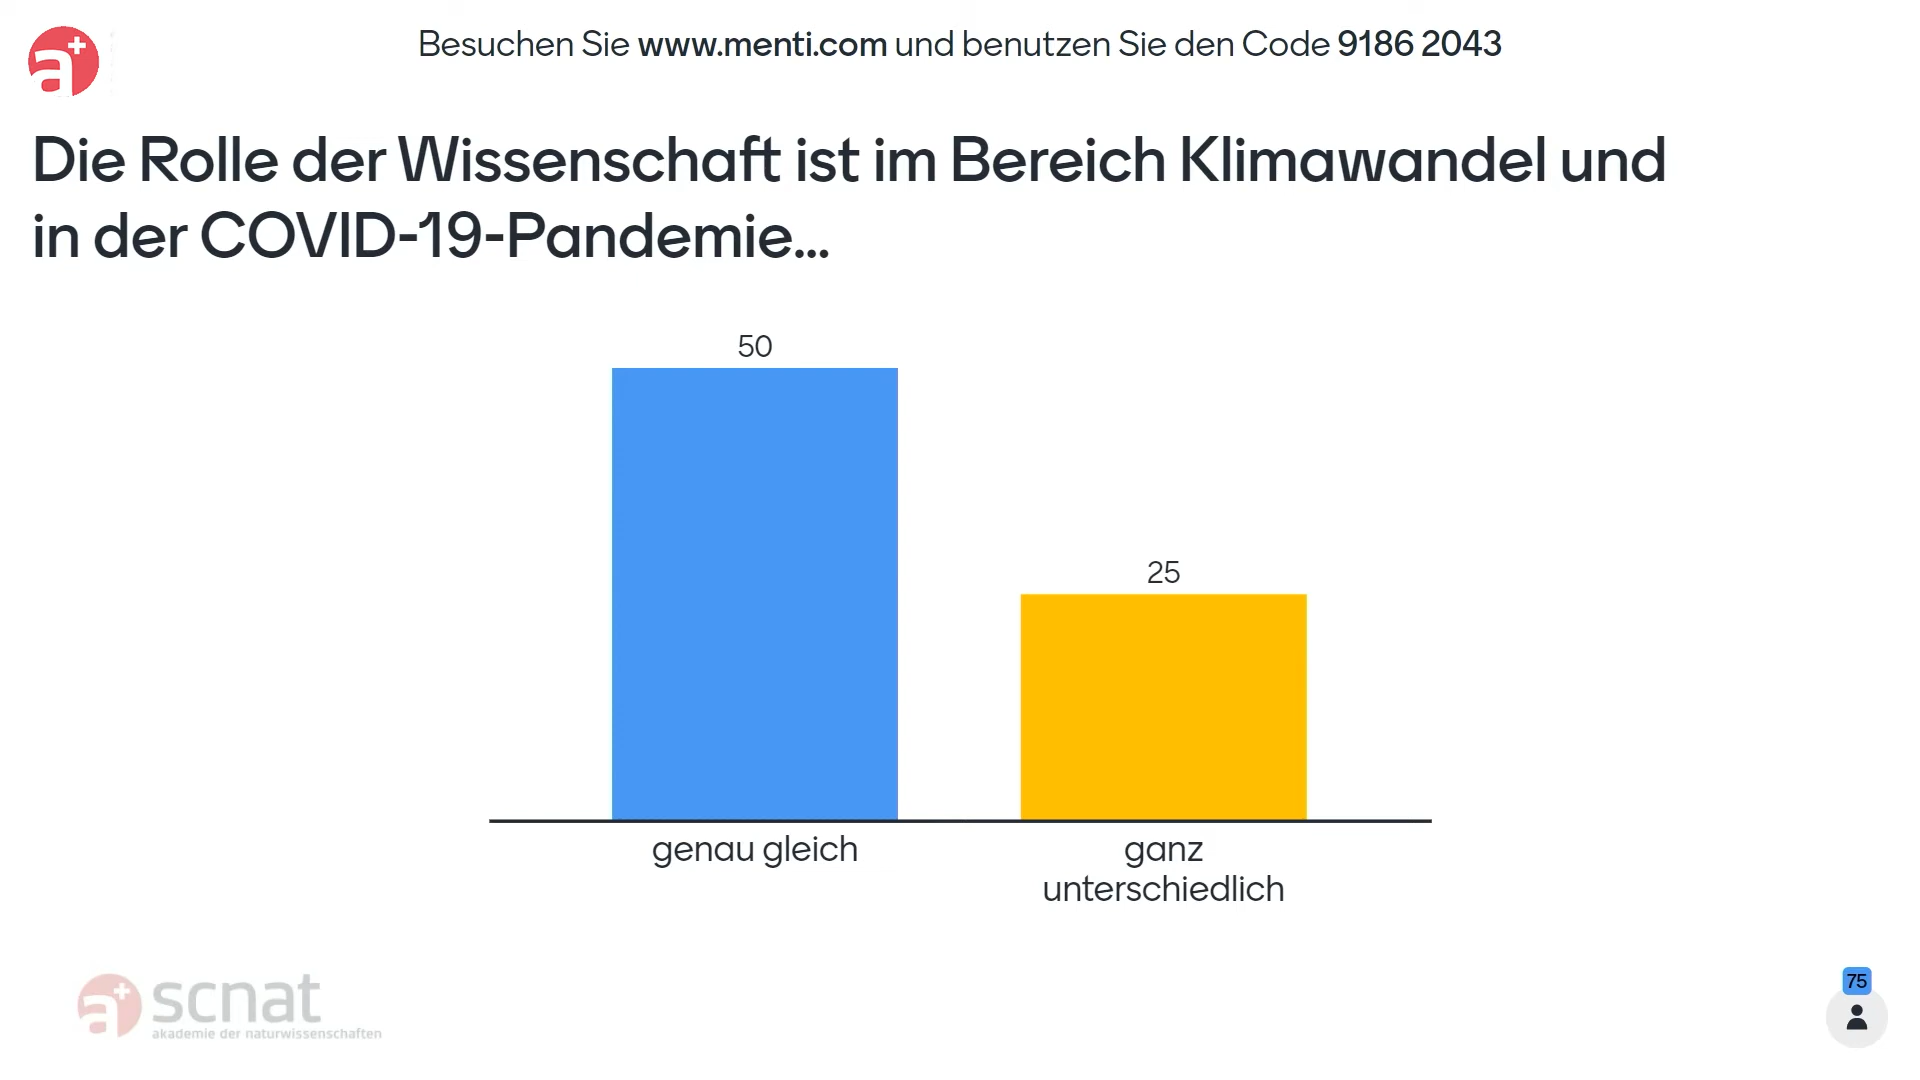 a+
Besuchen Sie www.menti.com und benutzen Sie den Code 9186 2043
Die Rolle der Wissenschaft ist im Bereich Klimawandel und
in der COVID-19-Pandemie...
50
25
genau gleich
ganz
unterschiedlich
a+ scnat
akademie der naturwissenschaften
75